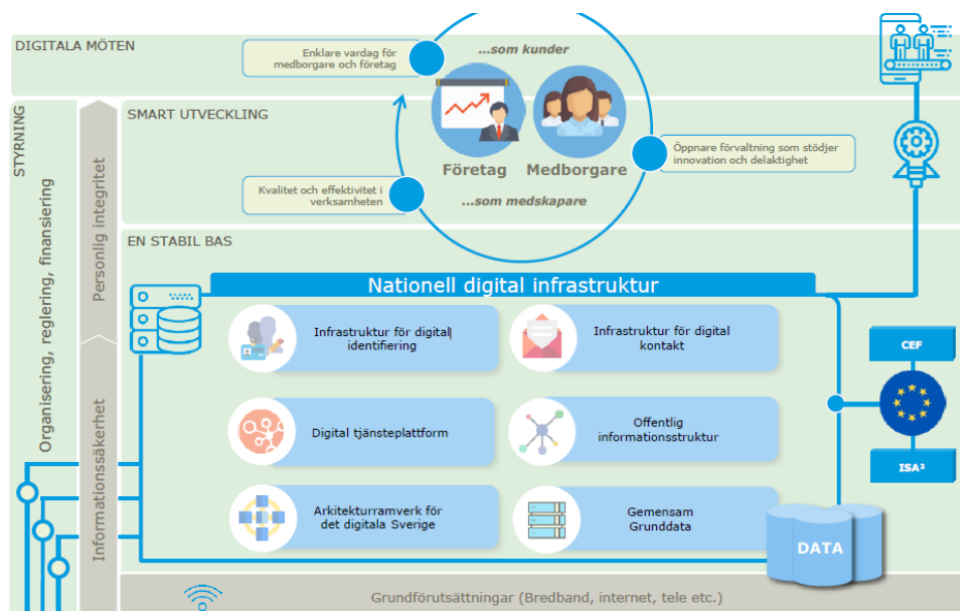 DIGITALA MÖTEN
Enklare vardag för
medborgare och företag
...som kunder
STYRNING
Organisering, reglering, finansiering
Personlig integritet
Informationssäkerhet
SMART UTVECKLING
Företag
Medborgare
Öppnare förvaltning som stödjer
innovation och delaktighet
Kvalitet och effektivitet i
verksamheten
...som medskapare
EN STABIL BAS
Nationell digital infrastruktur
Infrastruktur för digital
identifiering
Infrastruktur för digital
kontakt
Digital tjänsteplattform
Offentlig
informationsstruktur
Arkitekturramverk för
det digitala Sverige
Gemensam
Grunddata
CEF
ISA²
DATA
Grundförutsättningar (Bredband, internet, tele etc.)